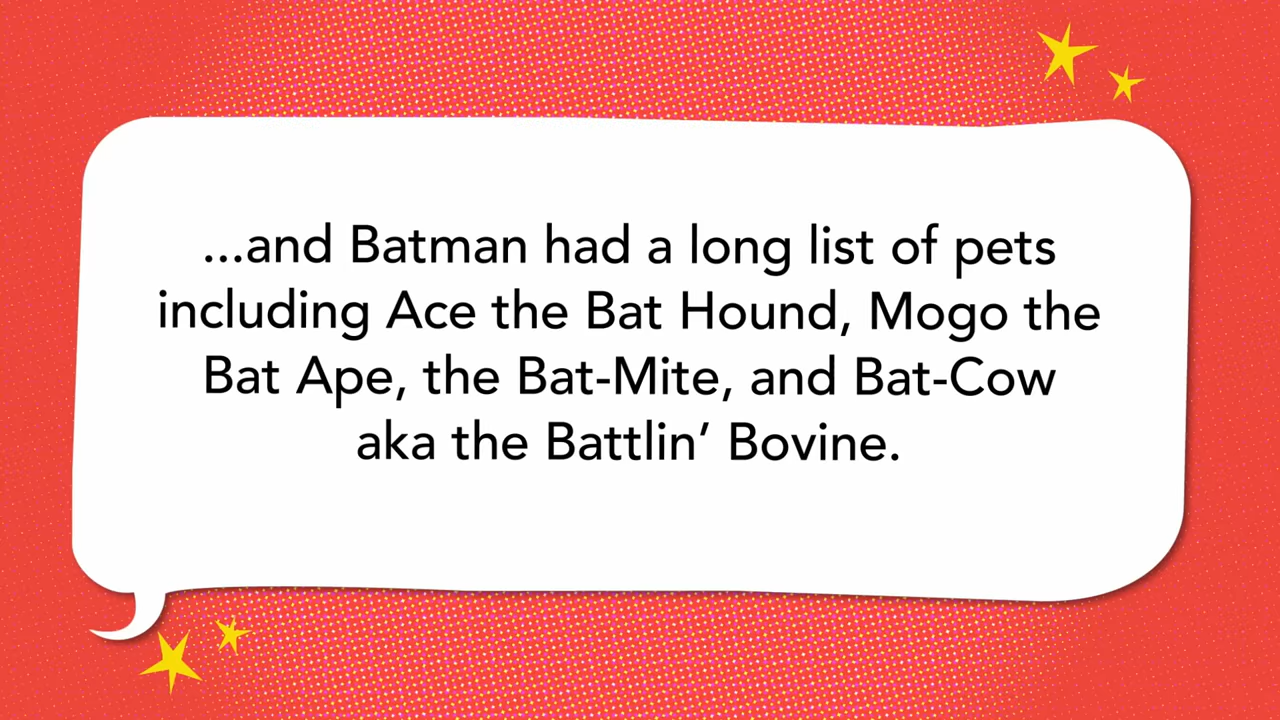 ...and Batman had a long list of pets
including Ace the Bat Hound, Mogo the
Bat Ape, the Bat-Mite, and Bat-Cow
aka the Battlin’ Bovine.